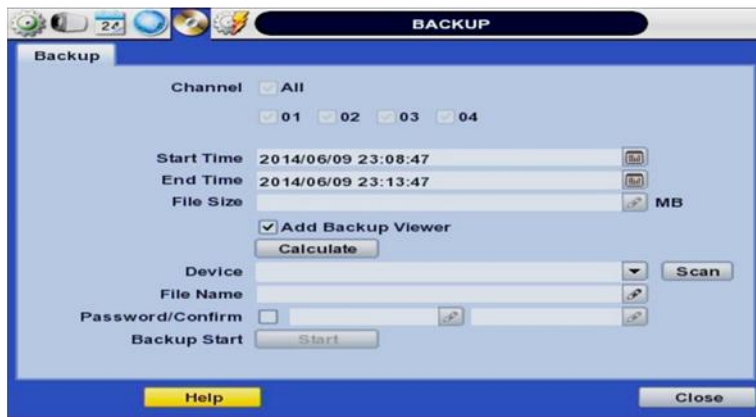 24
BACKUP
Backup
Channel All
01 02 03 04
Start Time 2014/06/09 23:08:47
End Time 2014/06/09 23:13:47
File Size MB
Add Backup Viewer
Calculate
Device Scan
File Name
Password/Confirm
Backup Start Start
Help Close